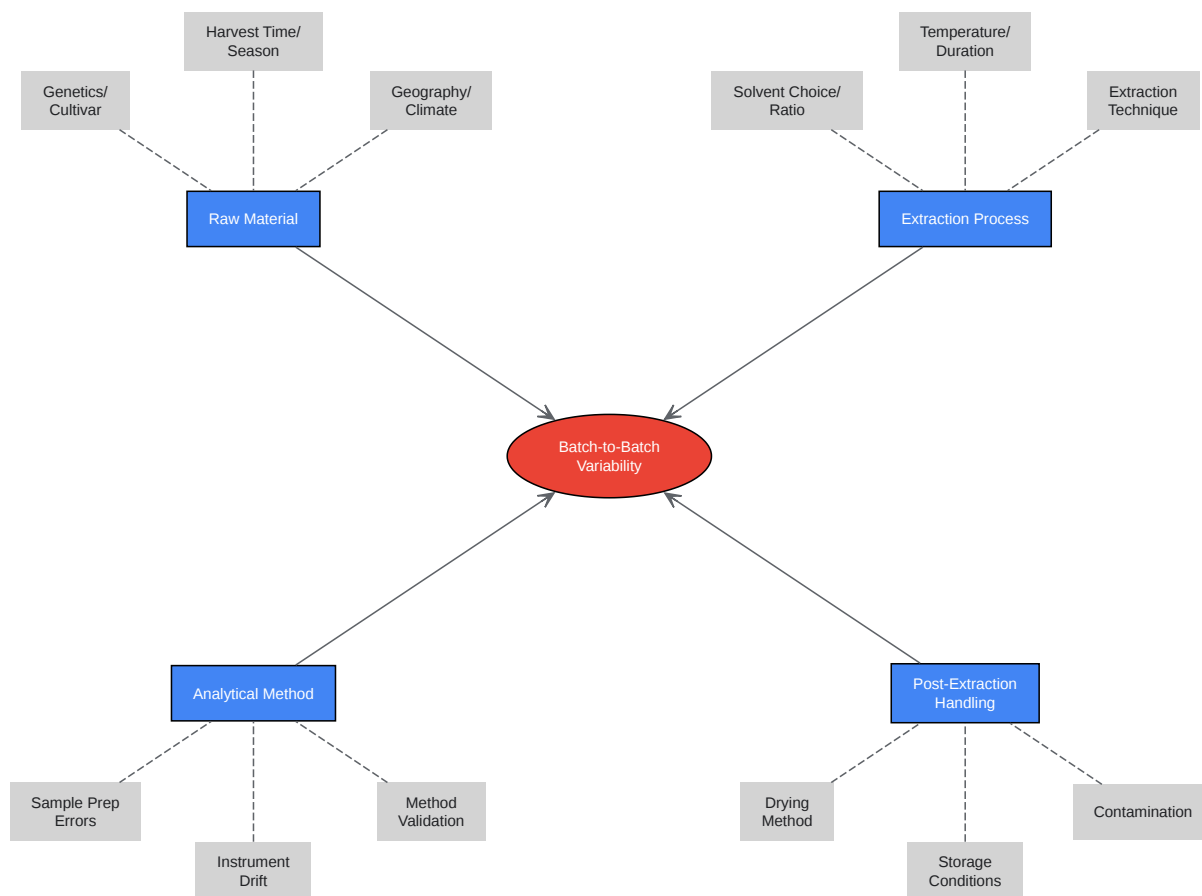 Harvest Time/
Season
Genetics/
Cultivar
Geography/
Climate
Temperature/
Duration
Solvent Choice/
Ratio
Extraction
Technique
Raw Material
Extraction Process
Batch-to-Batch
Variability
Analytical Method
Post-Extraction
Handling
Sample Prep
Errors
Instrument
Drift
Method
Validation
Drying
Method
Storage
Conditions
Contamination